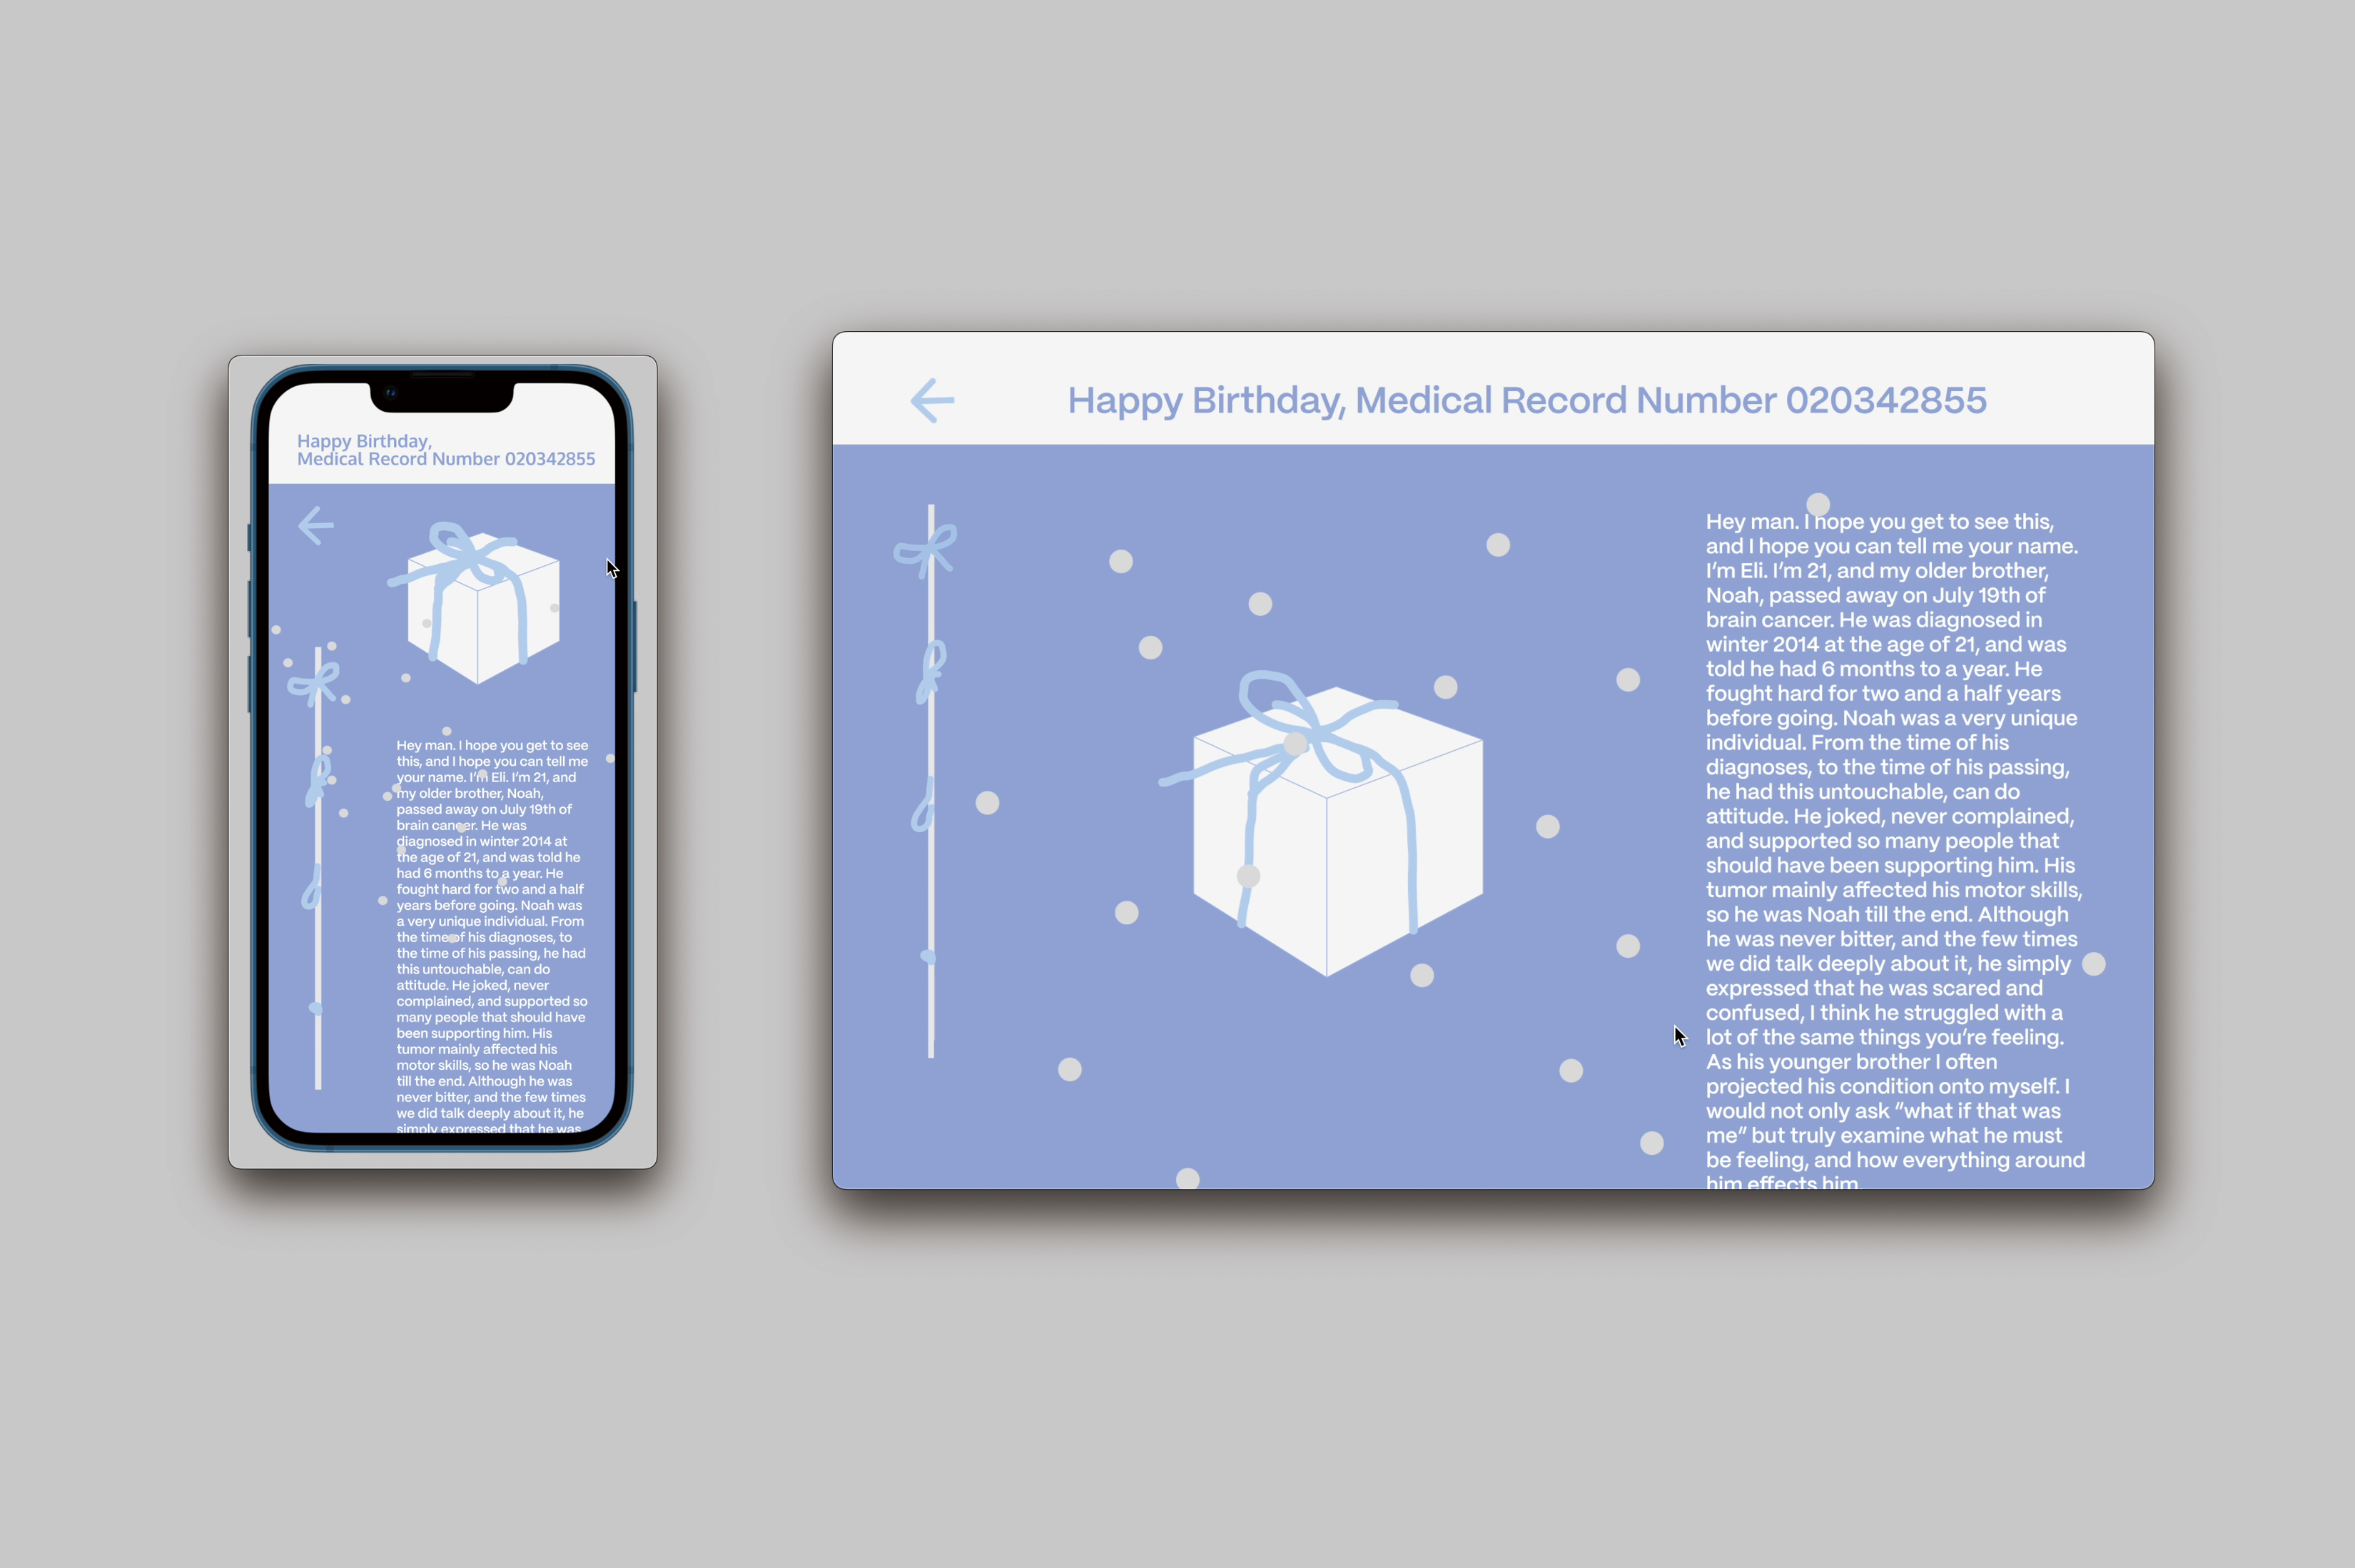 Happy Birthday,
Medical Record Number 020342855
Hey man. I hope you get to see
this, and I hope you can tell me
your name. I'm Eli. I'm 21, and
my older brother, Noah,
passed away on July 19th of
brain cancer. He was
diagnosed in winter 2014 at
the age of 21, and was told he
had 6 months to a year. He
fought hard for two and a half
years before going. Noah was
a very unique individual. From
the time of his diagnoses, to
the time of his passing, he had
this untouchable, can do
attitude. He joked, never
complained, and supported so
many people that should have
been supporting him. His
tumor mainly affected his
motor skills, so he was Noah
till the end. Although he was
never bitter, and the few times
we did talk deeply about it, he
simply expressed that he was
Happy Birthday, Medical Record Number 020342855
Hey man. I hope you get to see this,
and I hope you can tell me your name.
I'm Eli. I'm 21, and my older brother,
Noah, passed away on July 19th of
brain cancer. He was diagnosed in
winter 2014 at the age of 21, and was
told he had 6 months to a year. He
fought hard for two and a half years
before going. Noah was a very unique
individual. From the time of his
diagnoses, to the time of his passing,
he had this untouchable, can do
attitude. He joked, never complained,
and supported so many people that
should have been supporting him. His
tumor mainly affected his motor skills,
so he was Noah till the end. Although
he was never bitter, and the few times
we did talk deeply about it, he simply
expressed that he was scared and
confused, I think he struggled with a
lot of the same things you're feeling.
As his younger brother I often
projected his condition onto myself. I
would not only ask "what if that was
me" but truly examine what he must
be feeling, and how everything around
him effects him.